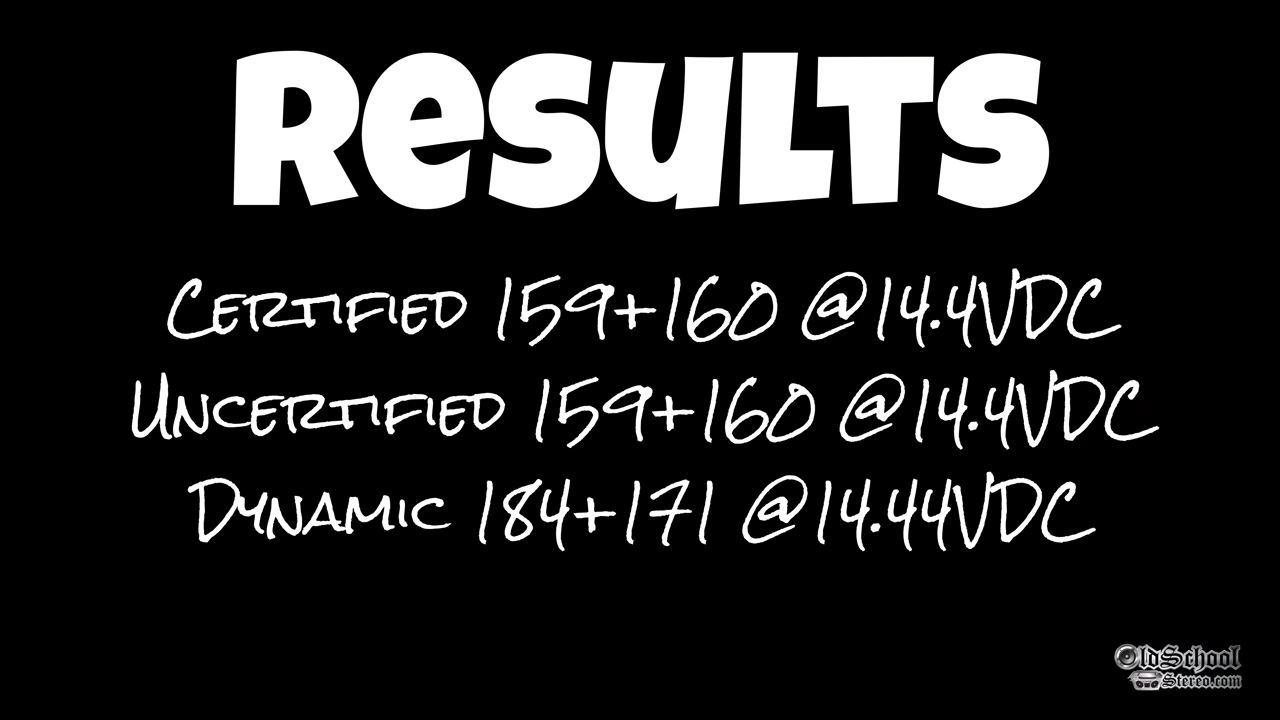 Results
Certified 159+160 @14.4VDC
Uncertified 159+160 @14.4VDC
Dynamic 184+171 @14.44VDC
OldSchool
Stereo.com